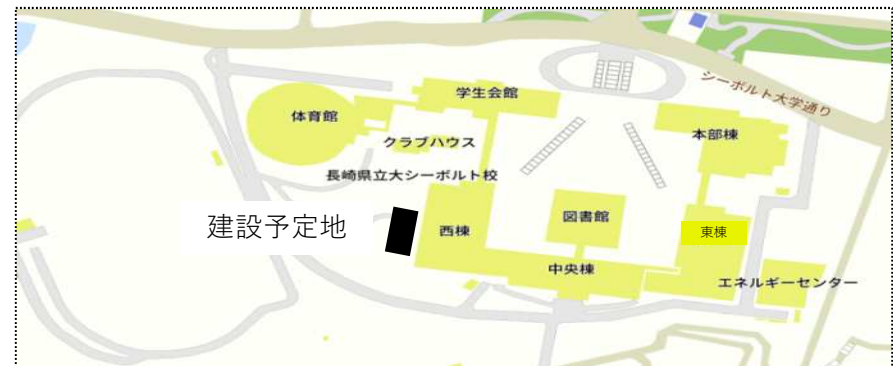 学生会館
シーボルト大学通り
体育館
本部棟
クラブハウス
長崎県立大シーボルト校
建設予定地
図書館
西棟
東棟
中央棟
エネルギーセンター